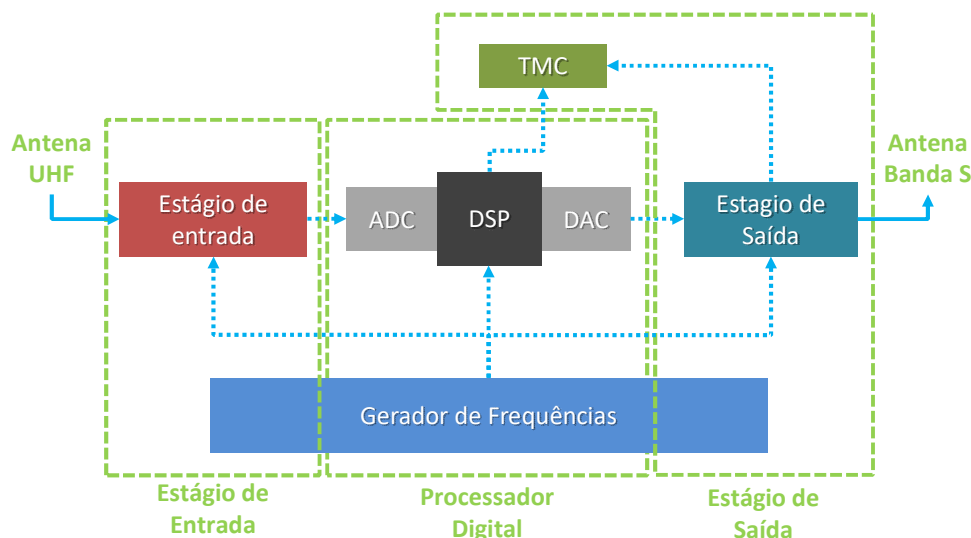 TMC
Antena
UHF
Antena
Banda S
Estágio de
entrada
ADC
DSP
DAC
Estagio de
Saída
Gerador de Frequências
Estágio de
Entrada
Processador
Digital
Estágio de
Saída